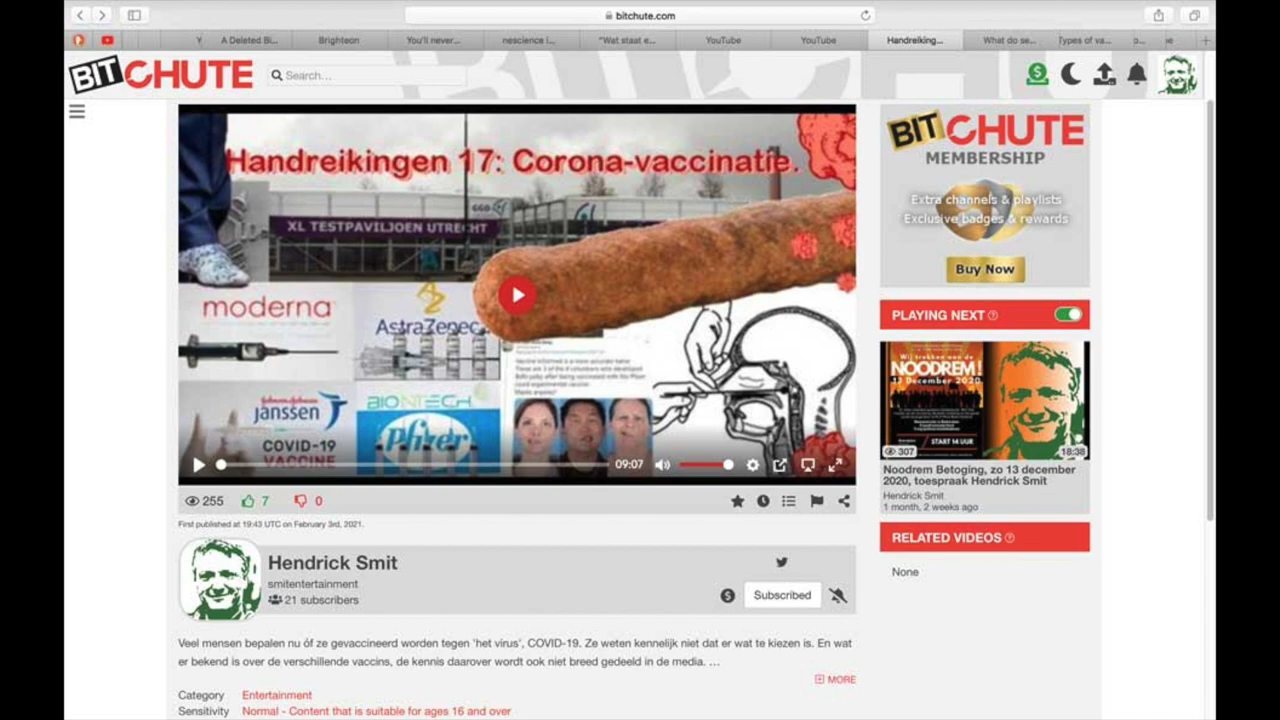 bitchute.com
Y
A Deleted Bi...
Brighteon
You'll never...
nescience i...
"Wat staat e...
YouTube
YouTube
Handreiking...
What do se...
Types of va...
BITCHUTE
Search...
Handreikingen 17: Corona-vaccinatie.
XL TESTPAVILJOEN UTRECHT
moderna
AstraZenec
Johnson&Johnson
janssen
COVID-19
VACCINE
BIONTECH
Pfizer
09:07
255
7
0
First published at 19:43 UTC on February 3rd, 2021.
Hendrick Smit
smitentertainment
21 subscribers
Subscribed
Veel mensen bepalen nu óf ze gevaccineerd worden tegen 'het virus', COVID-19. Ze weten kennelijk niet dat er wat te kiezen is. En wat
er bekend is over de verschillende vaccins, de kennis daarover wordt ook niet breed gedeeld in de media. …
MORE
Category Entertainment
Sensitivity Normal - Content that is suitable for ages 16 and over
BITCHUTE
MEMBERSHIP
Extra channels & playlists
Exclusive badges & rewards
Buy Now
PLAYING NEXT
Wij trekken aan de
NOODREM!
13 December 2020
START 14 UUR
307
18:38
Noodrem Betoging, zo 13 december
2020, toespraak Hendrick Smit
Hendrick Smit
1 month, 2 weeks ago
RELATED VIDEOS
None